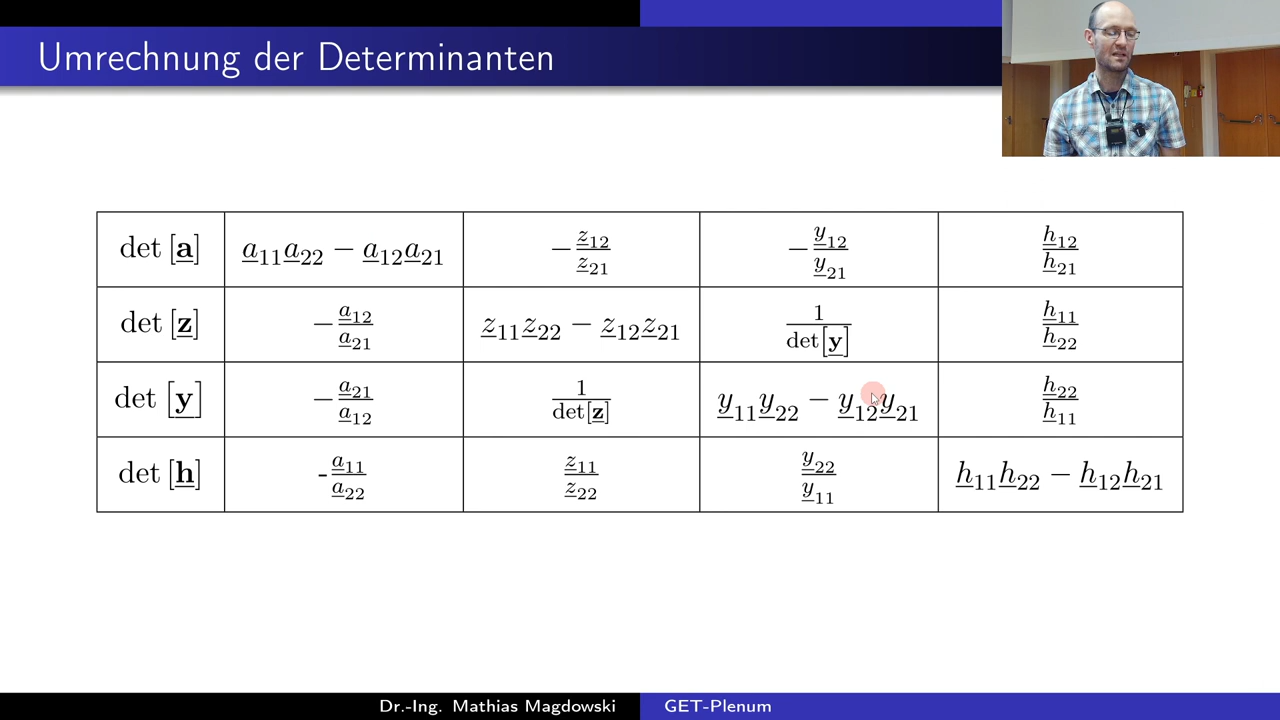 Umrechnung der Determinanten
det [a] a₁₁a₂₂ − a₁₂a₂₁ −z₁₂/z₂₁ −y₁₂/y₂₁ h₁₂/h₂₁
det [z] −a₁₂/a₂₁ z₁₁z₂₂ − z₁₂z₂₁ 1/det[y] h₁₁/h₂₂
det [y] −a₂₁/a₁₂ 1/det[z] y₁₁y₂₂ − y₁₂y₂₁ h₂₂/h₁₁
det [h] -a₁₁/a₂₂ z₁₁/z₂₂ y₂₂/y₁₁ h₁₁h₂₂ − h₁₂h₂₁
Dr.-Ing. Mathias Magdowski GET-Plenum